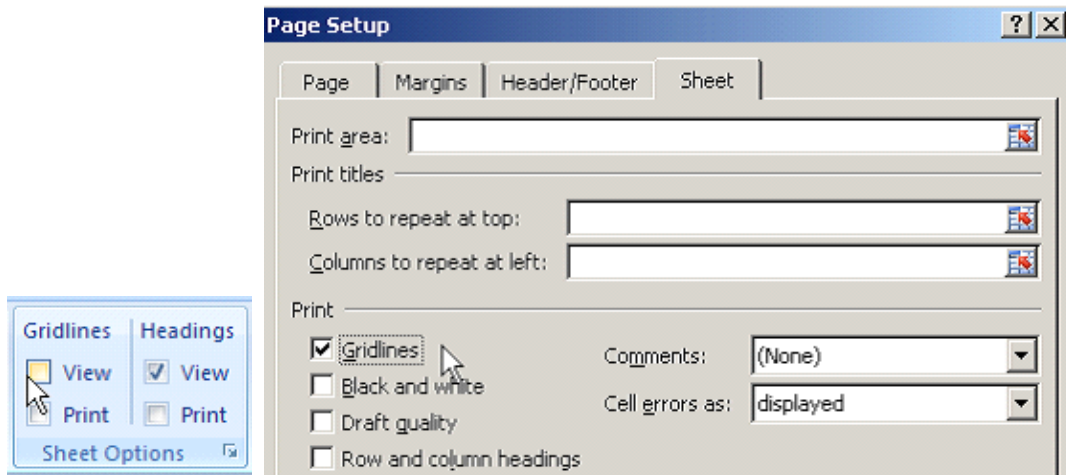 Page Setup
Page Margins Header/Footer Sheet
Print area:
Print titles
Rows to repeat at top:
Columns to repeat at left:
Print
Gridlines
Black and white
Draft quality
Row and column headings
Comments: (None)
Cell errors as: displayed
Gridlines Headings
View View
Print Print
Sheet Options